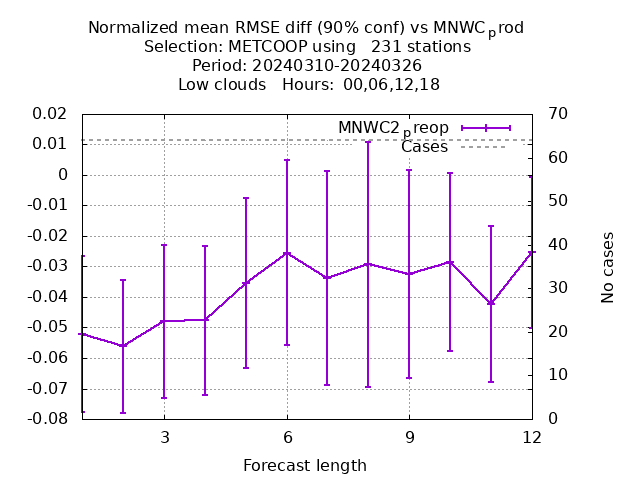 Normalized mean RMSE diff (90% conf) vs MNWCprod
Selection: METCOOP using   231 stations
Period: 20240310-20240326
Low clouds   Hours:  00,06,12,18
MNWC2preop
Cases
0.02
0.01
0
-0.01
-0.02
-0.03
-0.04
-0.05
-0.06
-0.07
-0.08
70
60
50
40
30
20
10
0
No cases
3
6
9
12
Forecast length